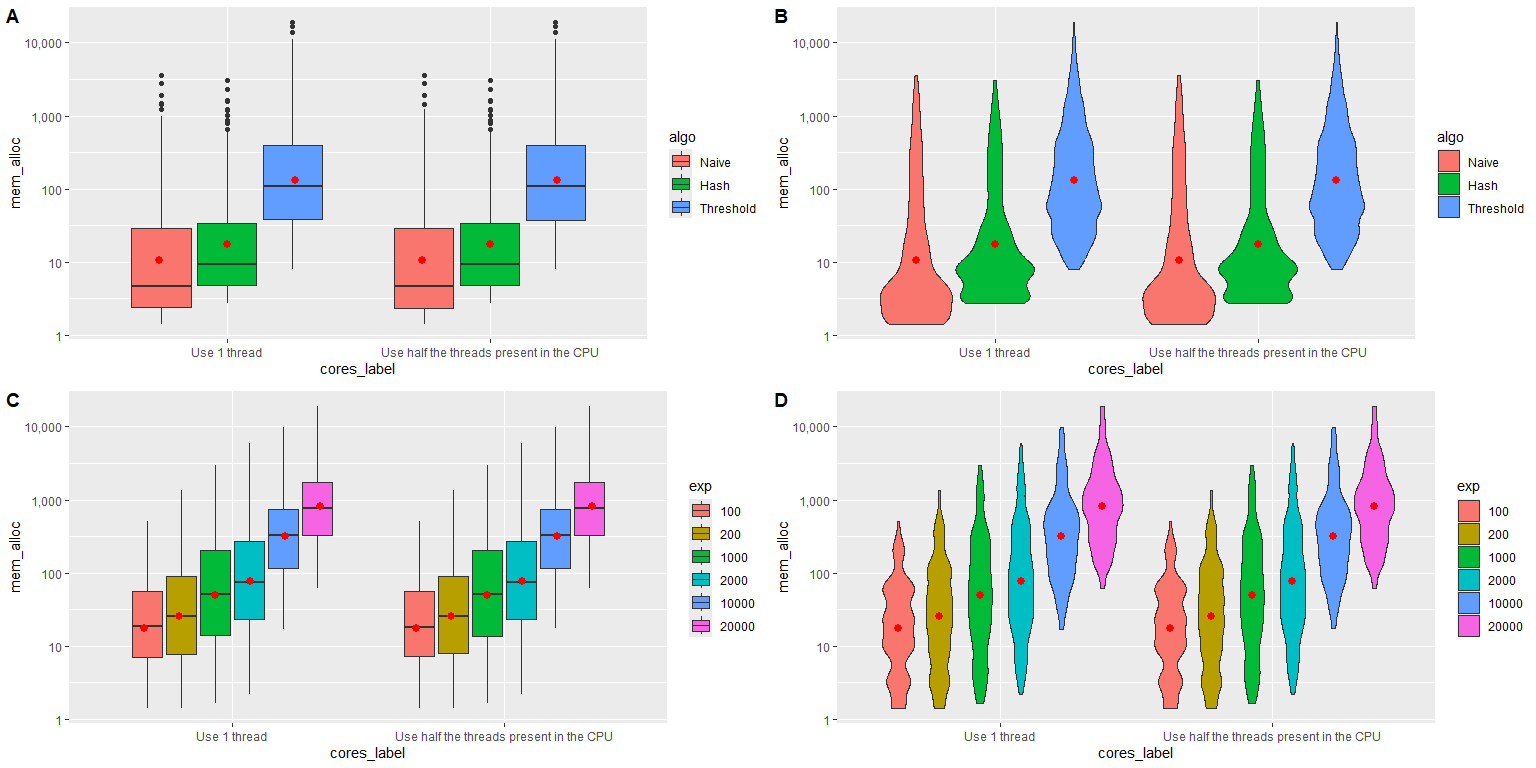 A
mem_alloc
10,000
1,000
100
10
1
Use 1 thread
Use half the threads present in the CPU
cores_label
algo
Naive
Hash
Threshold
B
mem_alloc
10,000
1,000
100
10
1
Use 1 thread
Use half the threads present in the CPU
cores_label
algo
Naive
Hash
Threshold
C
mem_alloc
10,000
1,000
100
10
1
Use 1 thread
Use half the threads present in the CPU
cores_label
exp
100
200
1000
2000
10000
20000
D
mem_alloc
10,000
1,000
100
10
1
Use 1 thread
Use half the threads present in the CPU
cores_label
exp
100
200
1000
2000
10000
20000